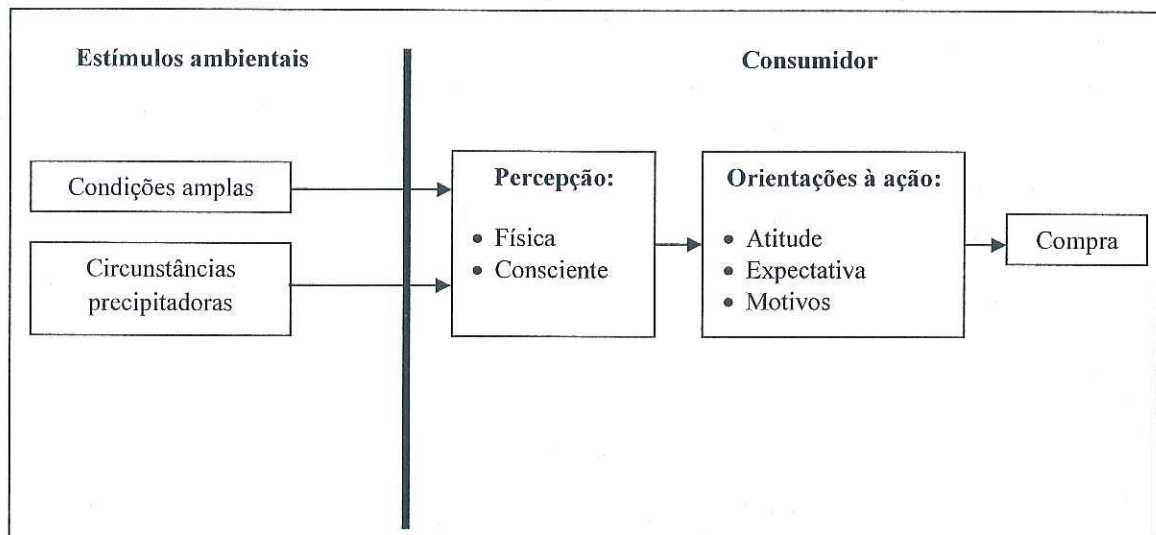 Estímulos ambientais
Consumidor
Condições amplas
Circunstâncias
precipitadoras
Percepção:
• Física
• Consciente
Orientações à ação:
• Atitude
• Expectativa
• Motivos
Compra